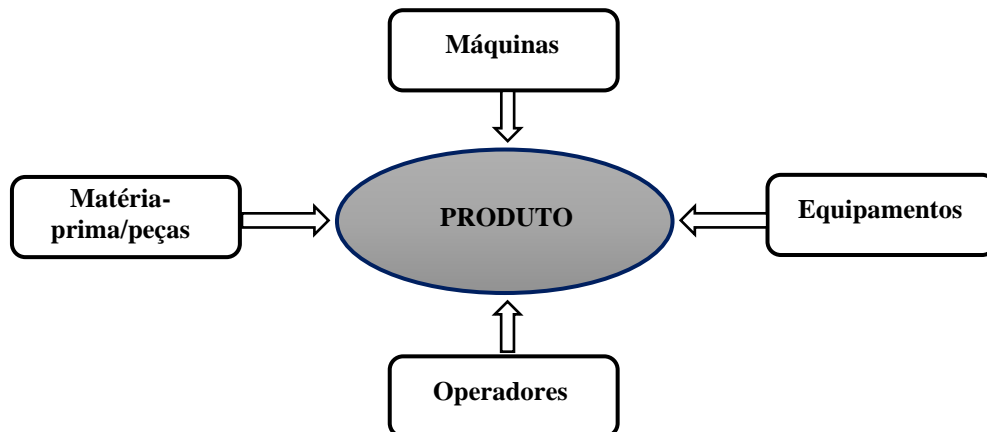 Máquinas
Matéria-
prima/peças
PRODUTO
Equipamentos
Operadores